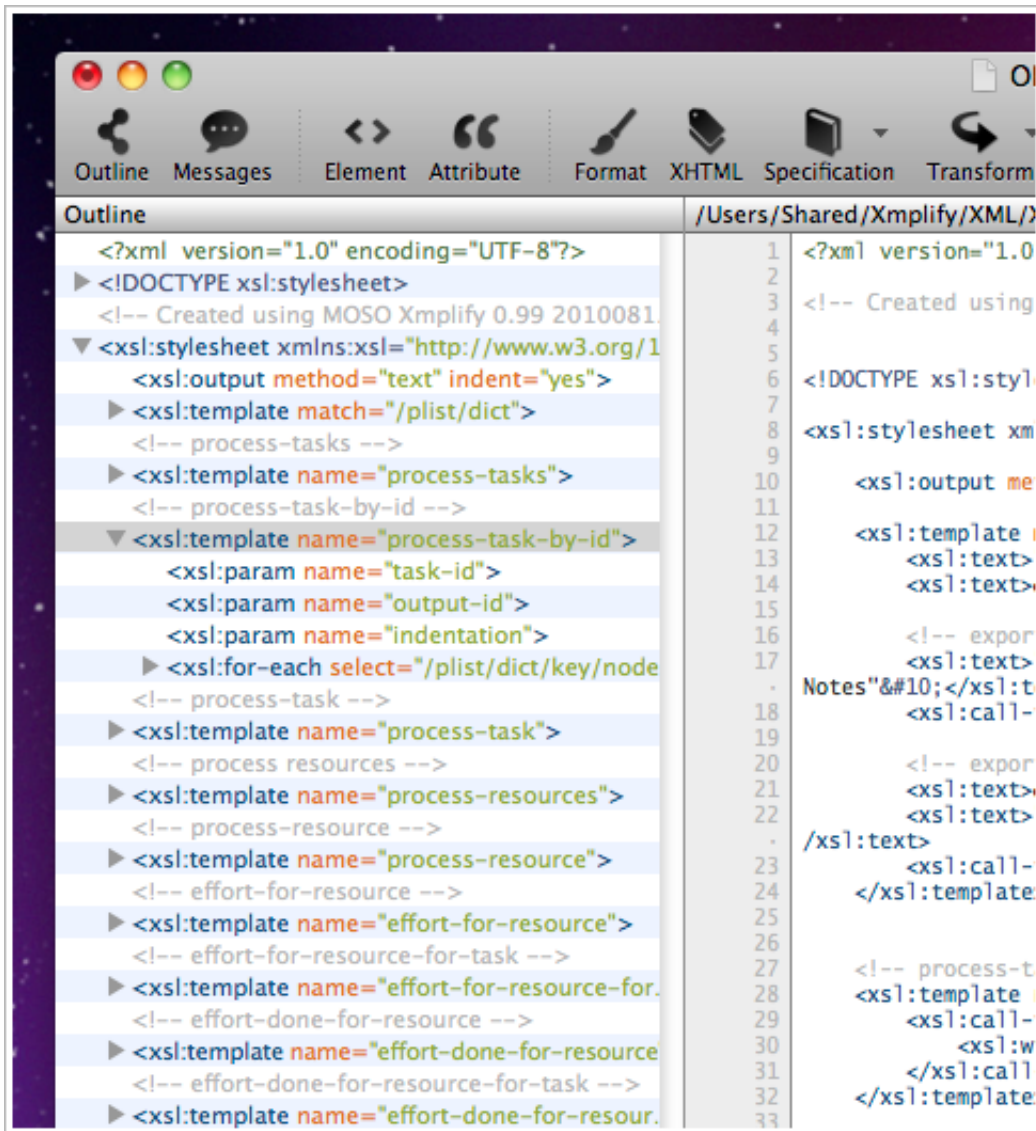 Outline Messages Element Attribute Format XHTML Specification Transform
Outline
<?xml version="1.0" encoding="UTF-8"?>
<!DOCTYPE xsl:stylesheet>
<!-- Created using MOSO Xmplify 0.99 2010081.
<xsl:stylesheet xmlns:xsl="http://www.w3.org/1
<xsl:output method="text" indent="yes">
<xsl:template match="/plist/dict">
<!-- process-tasks -->
<xsl:template name="process-tasks">
<!-- process-task-by-id -->
<xsl:template name="process-task-by-id">
<xsl:param name="task-id">
<xsl:param name="output-id">
<xsl:param name="indentation">
<xsl:for-each select="/plist/dict/key/node
<!-- process-task -->
<xsl:template name="process-task">
<!-- process resources -->
<xsl:template name="process-resources">
<!-- process-resource -->
<xsl:template name="process-resource">
<!-- effort-for-resource -->
<xsl:template name="effort-for-resource">
<!-- effort-for-resource-for-task -->
<xsl:template name="effort-for-resource-for.
<!-- effort-done-for-resource -->
<xsl:template name="effort-done-for-resource
<!-- effort-done-for-resource-for-task -->
<xsl:template name="effort-done-for-resour.
/Users/Shared/Xmplify/XML/
1 <?xml version="1.0
2
3 <!-- Created using
4
5
6 <!DOCTYPE xsl:styl
7
8 <xsl:stylesheet xm
9
10 <xsl:output me
11
12 <xsl:template
13 <xsl:text>
14 <xsl:text>
15
16 <!-- expor
17 <xsl:text>
· Notes"&#10;</xsl:t
18 <xsl:call-
19
20 <!-- expor
21 <xsl:text>
22 <xsl:text>
· /xsl:text>
23 <xsl:call-
24 </xsl:template
25
26
27 <!-- process-t
28 <xsl:template
29 <xsl:call-
30 <xsl:w
31 </xsl:call
32 </xsl:template
33